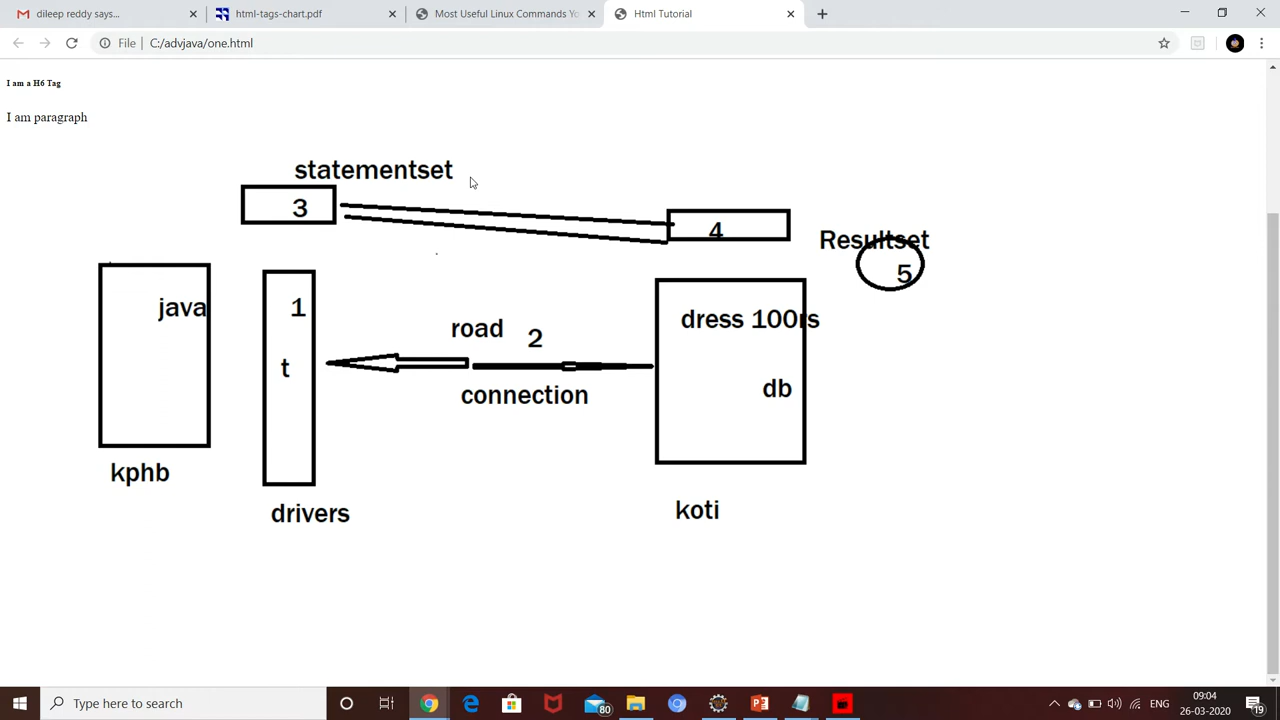 dileep reddy says...
html-tags-chart.pdf
Most Useful Linux Commands Yo
Html Tutorial
File
C:/advjava/one.html
I am a H6 Tag
I am paragraph
statementset
3
4
Resultset
5
java
1
t
road
2
connection
dress 100rs
db
kphb
drivers
koti
Type here to search
80
ENG
09:04
26-03-2020
19